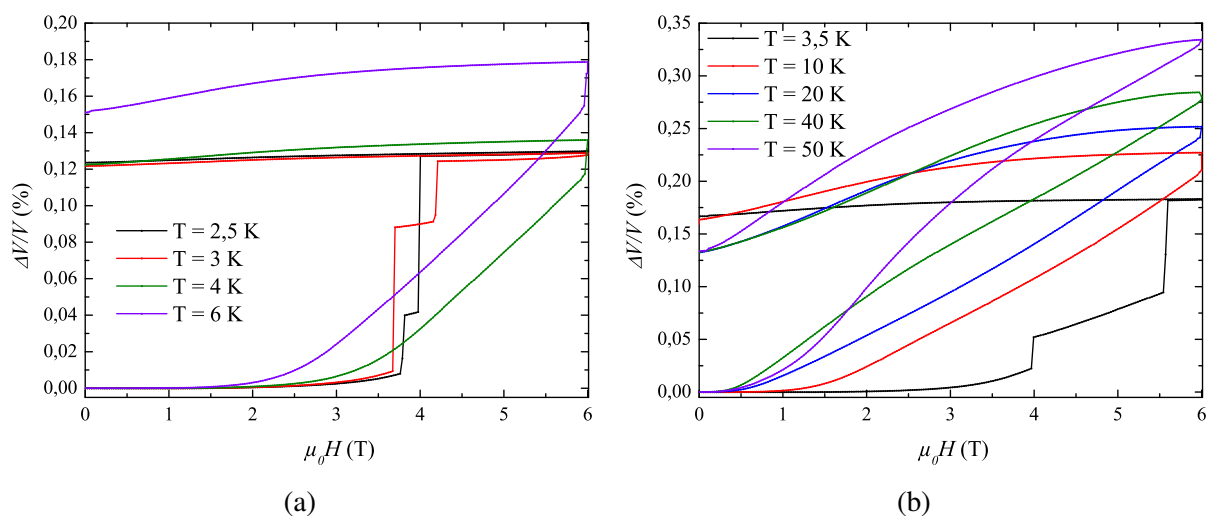 0,20
0,18
0,16
0,14
0,12
0,10
0,08
0,06
0,04
0,02
0,00
ΔV/V (%)
T = 2,5 K
T = 3 K
T = 4 K
T = 6 K
0 1 2 3 4 5 6
μ₀H (T)
(a)
0,35
0,30
0,25
0,20
0,15
0,10
0,05
0,00
ΔV/V (%)
T = 3,5 K
T = 10 K
T = 20 K
T = 40 K
T = 50 K
0 1 2 3 4 5 6
μ₀H (T)
(b)